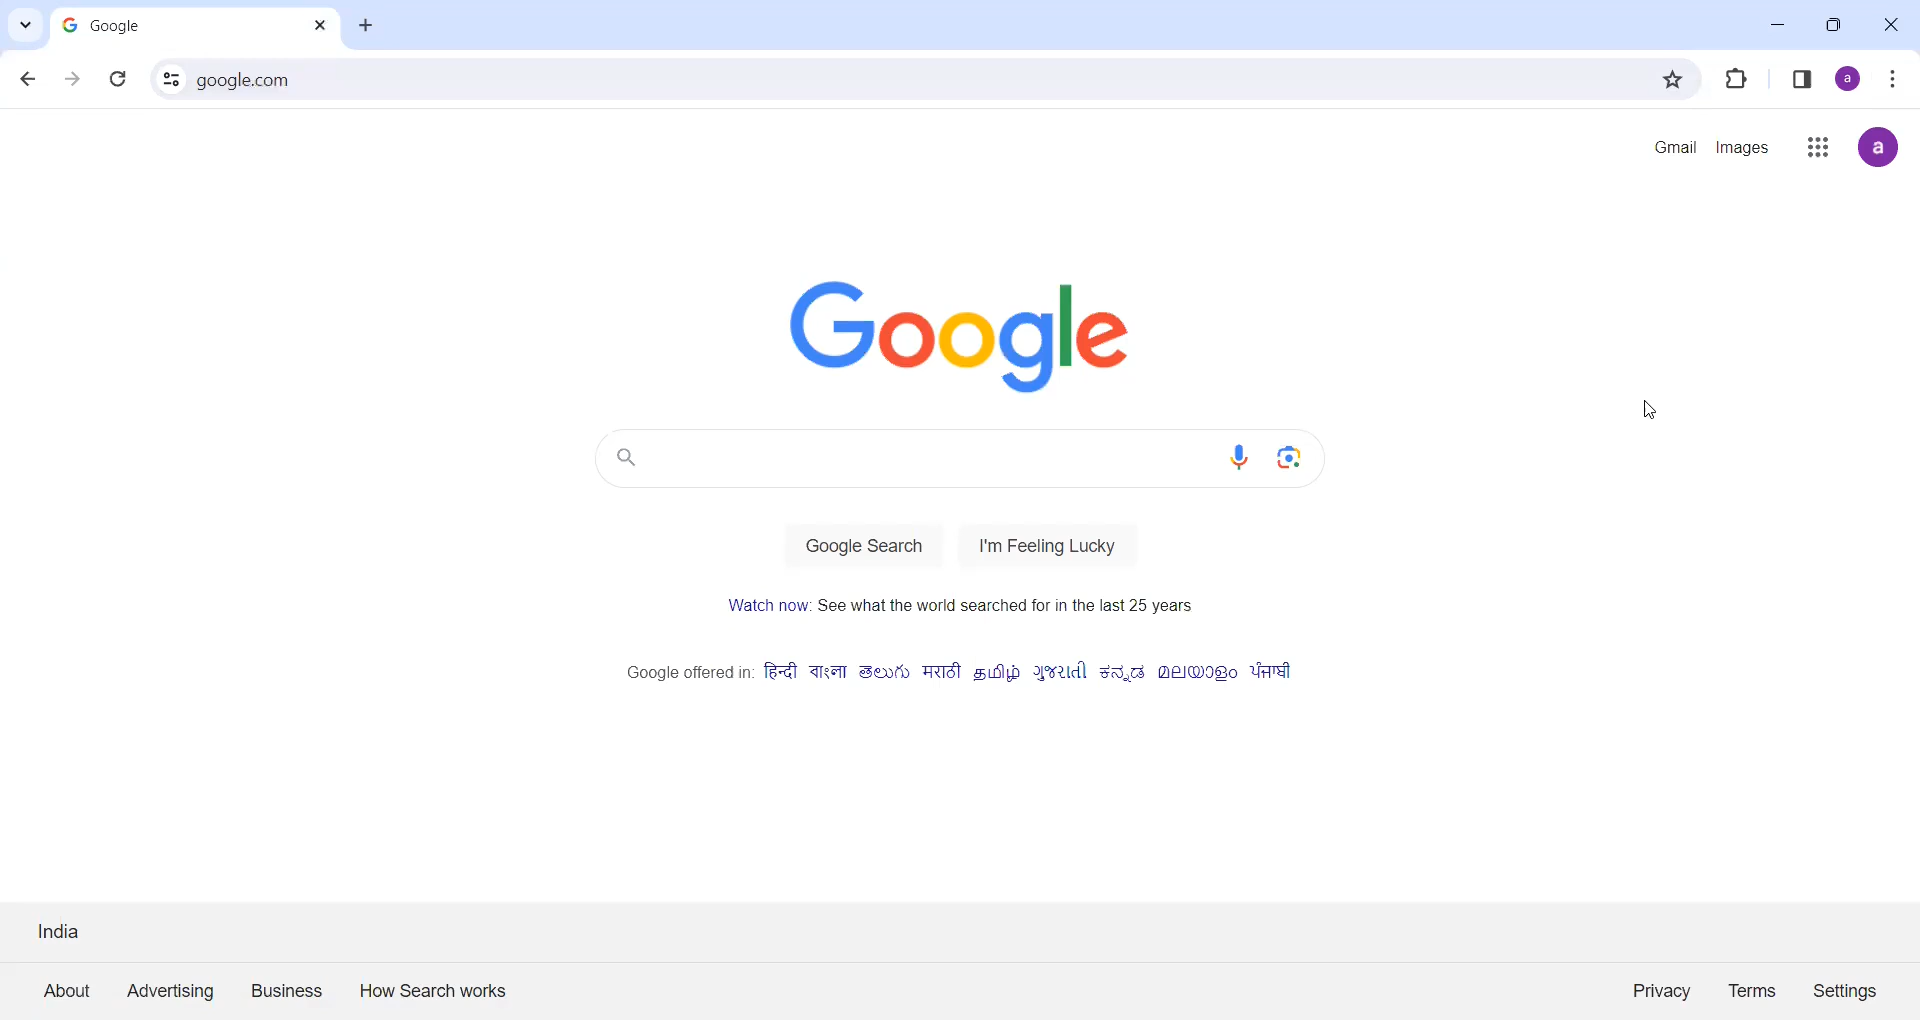 Google
google.com
a
Gmail Images
a
Google
Google Search I'm Feeling Lucky
Watch now: See what the world searched for in the last 25 years
Google offered in: हिन्दी বাংলা తెలుగు मराठी தமிழ் ગુજરાતી ಕನ್ನಡ മലയാളം ਪੰਜਾਬੀ
India
About Advertising Business How Search works Privacy Terms Settings